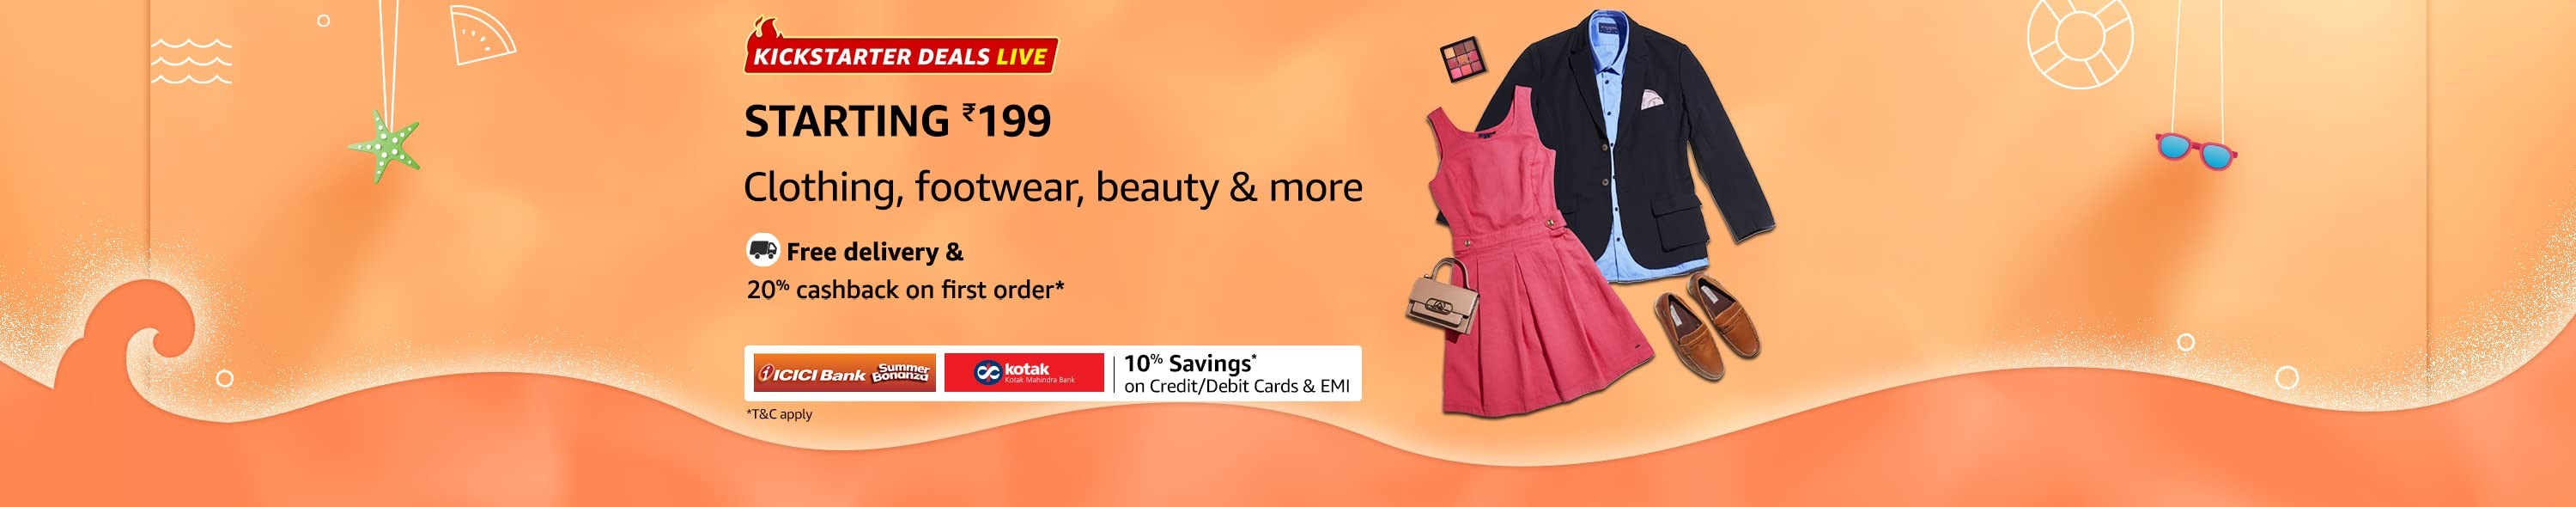 KICKSTARTER DEALS LIVE
STARTING ₹199
Clothing, footwear, beauty & more
Free delivery &
20% cashback on first order*
ICICI Bank Summer Bonanza
kotak
Kotak Mahindra Bank
10% Savings*
on Credit/Debit Cards & EMI
*T&C apply